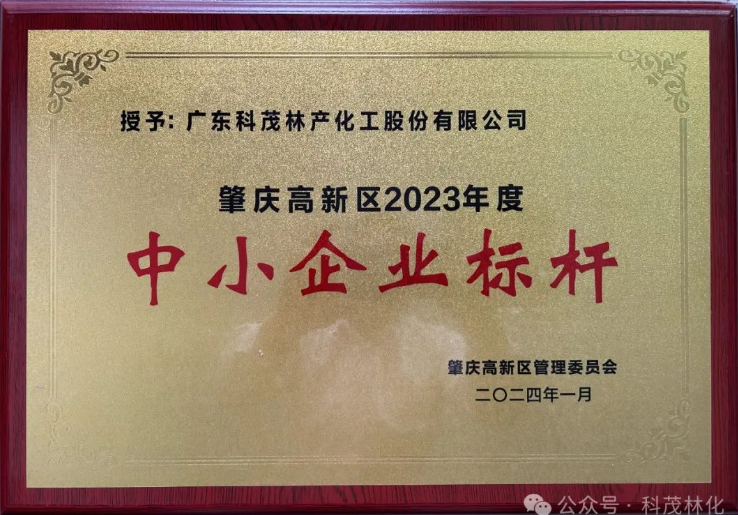 授予: 广东科茂林产化工股份有限公司
肇庆高新区2023年度
中小企业标杆
肇庆高新区管理委员会
二〇二四年一月
公众号 · 科茂林化